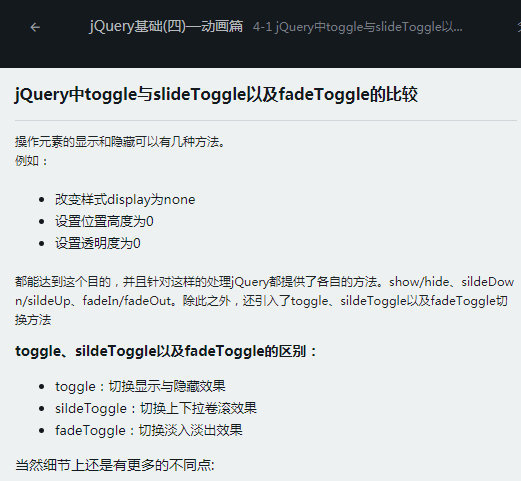 jQuery基础(四)—动画篇 4-1 jQuery中toggle与slideToggle以...
jQuery中toggle与slideToggle以及fadeToggle的比较
操作元素的显示和隐藏可以有几种方法。
例如：
改变样式display为none
设置位置高度为0
设置透明度为0
都能达到这个目的，并且针对这样的处理jQuery都提供了各自的方法。show/hide、sildeDow
n/sildeUp、fadeIn/fadeOut。除此之外，还引入了toggle、sildeToggle以及fadeToggle切
换方法
toggle、sildeToggle以及fadeToggle的区别：
toggle：切换显示与隐藏效果
sildeToggle：切换上下拉卷滚效果
fadeToggle：切换淡入淡出效果
当然细节上还是有更多的不同点: